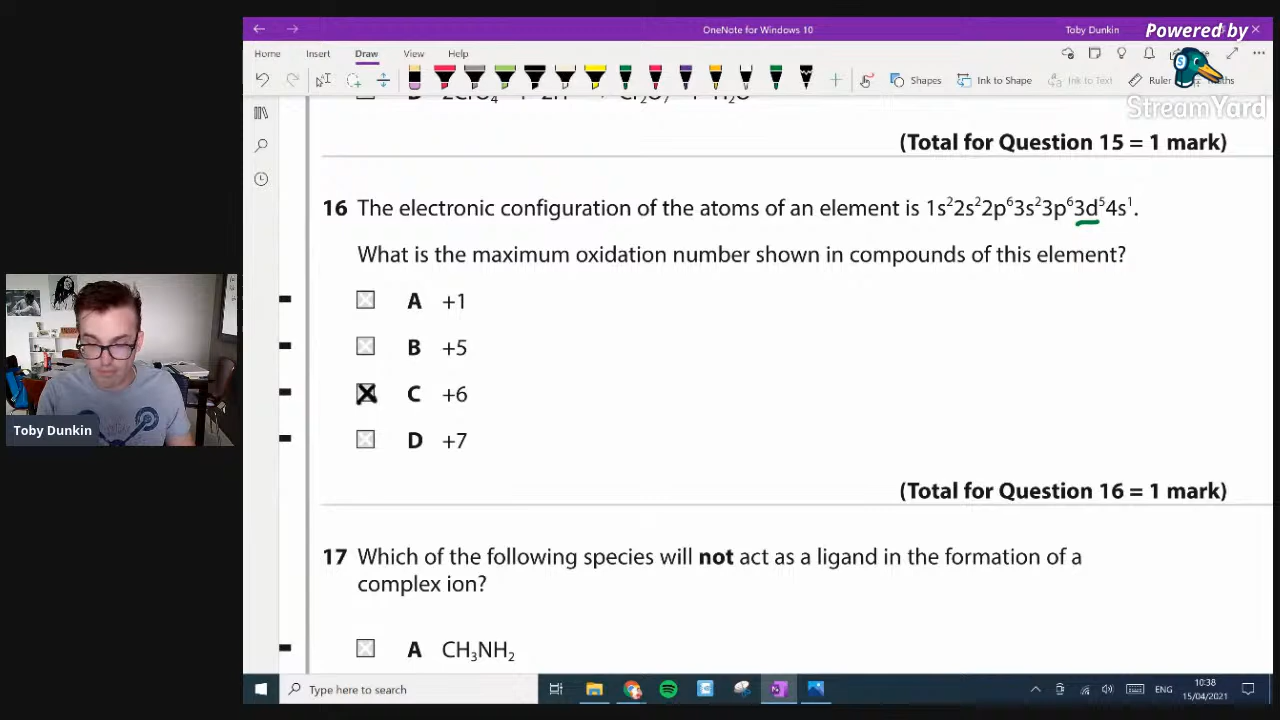 OneNote for Windows 10
Toby Dunkin
Powered by
StreamYard
Home Insert Draw View Help
Shapes Ink to Shape Ink to Text Ruler Maths
(Total for Question 15 = 1 mark)
16 The electronic configuration of the atoms of an element is 1s²2s²2p⁶3s²3p⁶3d⁵4s¹.
What is the maximum oxidation number shown in compounds of this element?
A +1
B +5
C +6
D +7
(Total for Question 16 = 1 mark)
17 Which of the following species will not act as a ligand in the formation of a
complex ion?
A CH₃NH₂
Toby Dunkin
Type here to search
ENG
10:38
15/04/2021